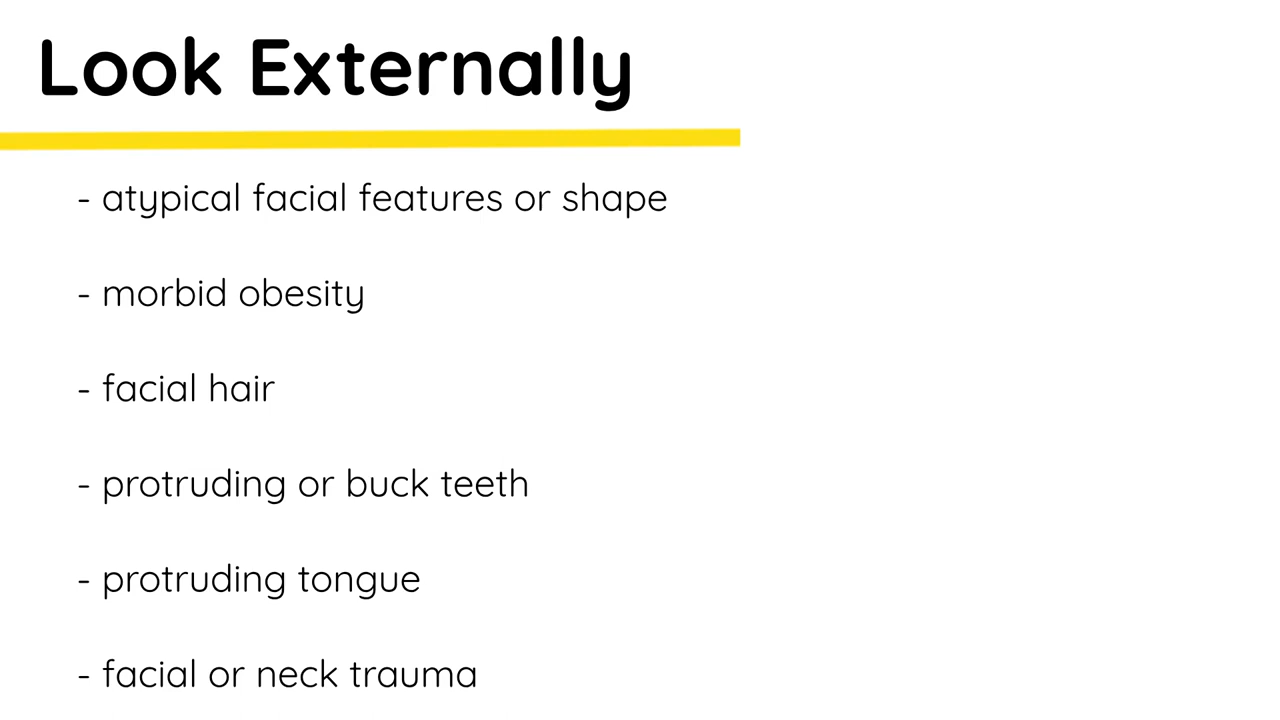 Look Externally
- atypical facial features or shape
- morbid obesity
- facial hair
- protruding or buck teeth
- protruding tongue
- facial or neck trauma